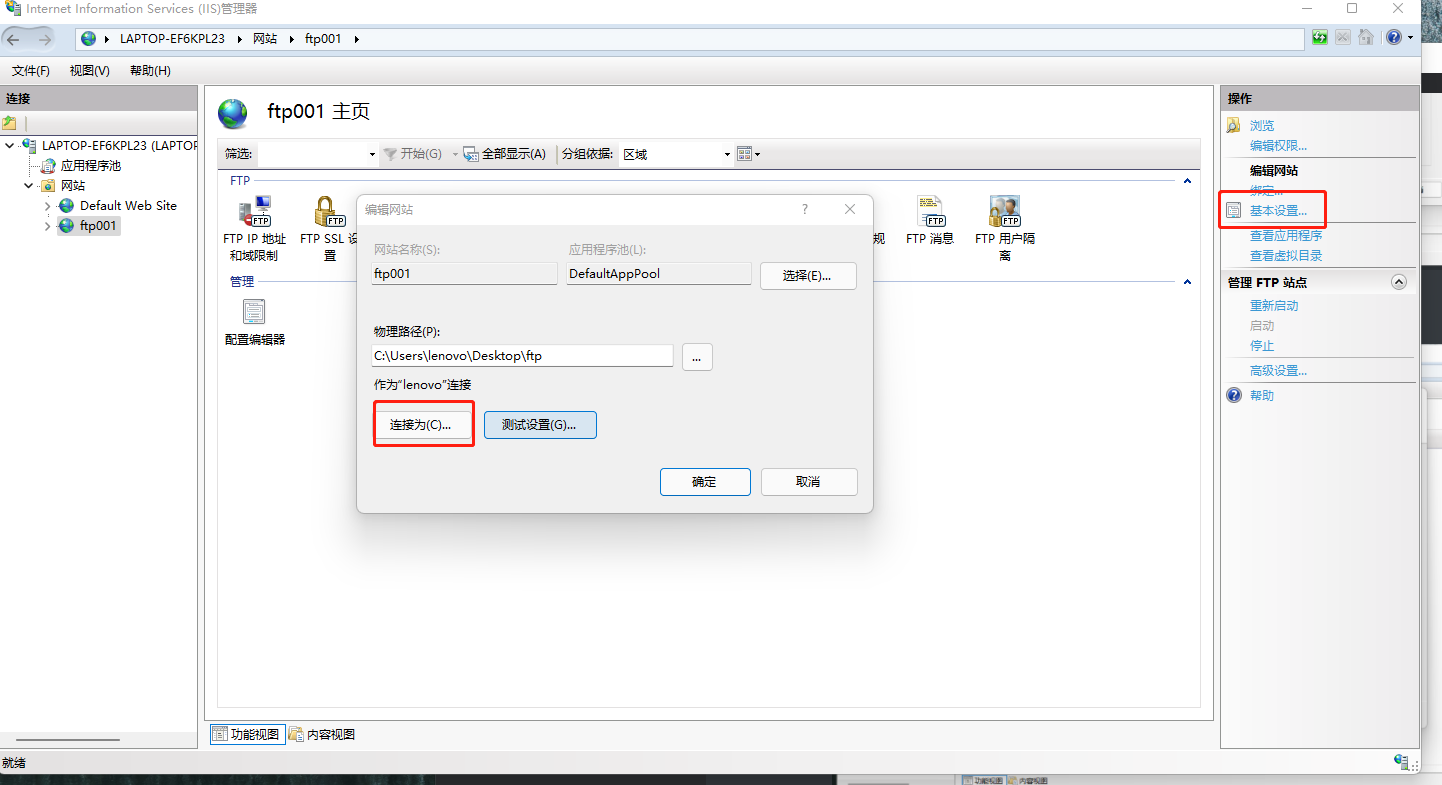 Internet Information Services (IIS)管理器
LAPTOP-EF6KPL23 网站 ftp001
文件(F) 视图(V) 帮助(H)
连接
LAPTOP-EF6KPL23 (LAPTOP
应用程序池
网站
Default Web Site
ftp001
ftp001 主页
筛选: 开始(G) 全部显示(A) 分组依据: 区域
FTP
FTP IP 地址和域限制
FTP SSL 设置
规
FTP 消息
FTP 用户隔离
管理
配置编辑器
编辑网站 ?
网站名称(S): 应用程序池(L):
ftp001 DefaultAppPool 选择(E)...
物理路径(P):
C:\Users\lenovo\Desktop\ftp ...
作为“lenovo”连接
连接为(C)... 测试设置(G)...
确定 取消
功能视图 内容视图
操作
浏览
编辑权限...
编辑网站
绑定...
基本设置...
查看应用程序
查看虚拟目录
管理 FTP 站点
重新启动
启动
停止
高级设置...
帮助
就绪
功能视图 内容视图